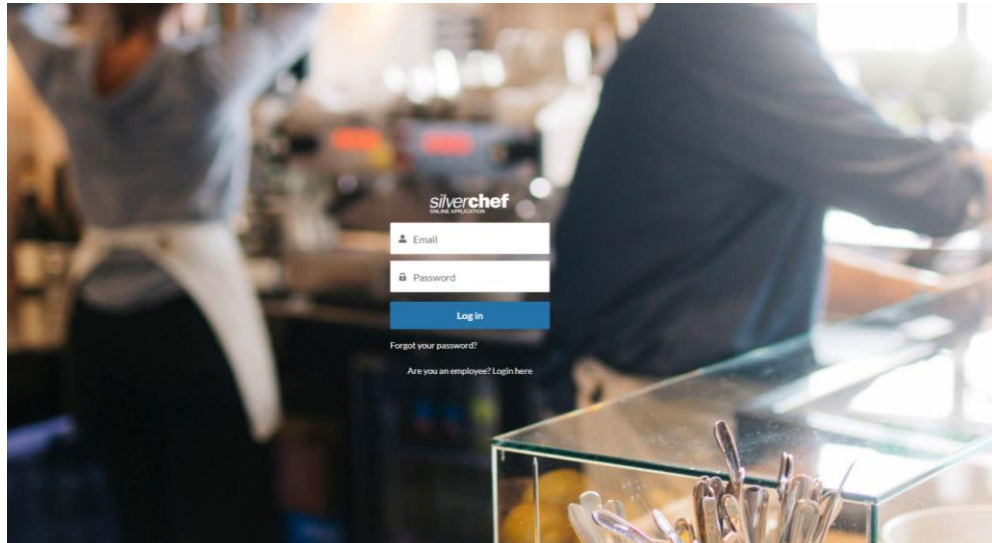 silverchef
ONLINE APPLICATION
Email
Password
Log in
Forgot your password?
Are you an employee? Login here